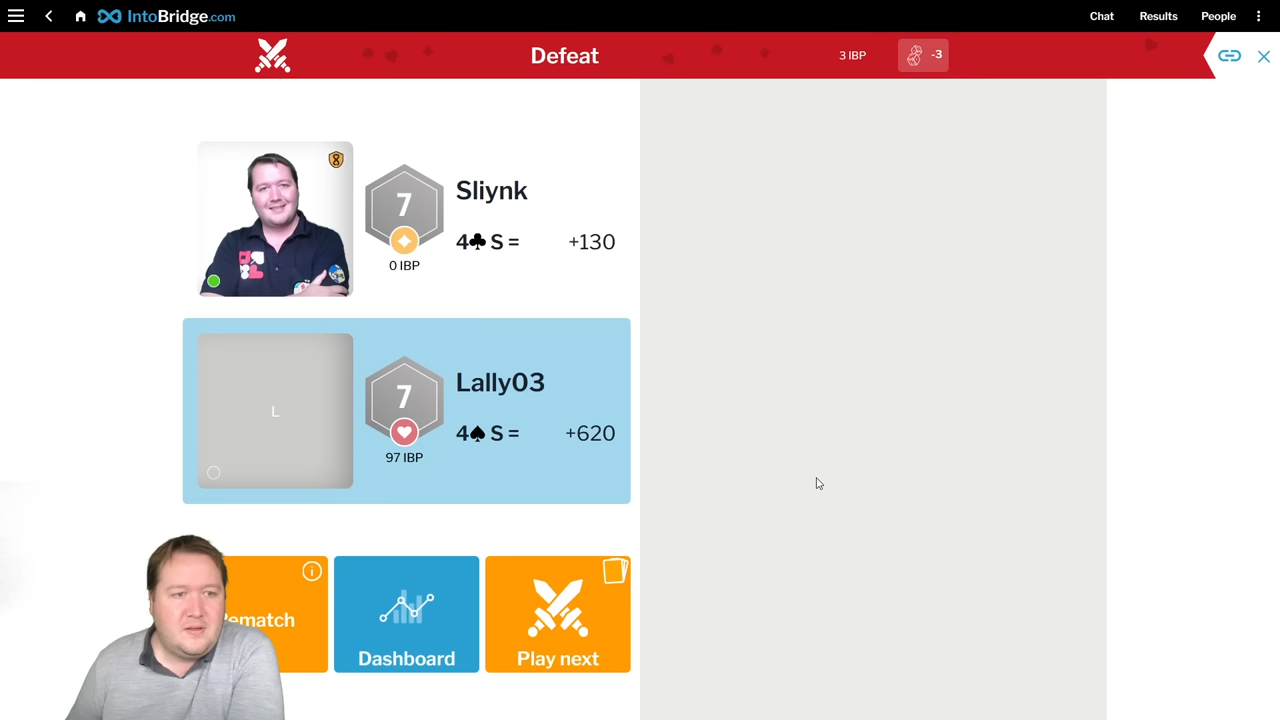 IntoBridge.com
Chat Results People
Defeat
3 IBP
-3
7
Sliynk
4♣ S = +130
0 IBP
L
7
Lally03
4♠ S = +620
97 IBP
i
ematch
Dashboard
Play next